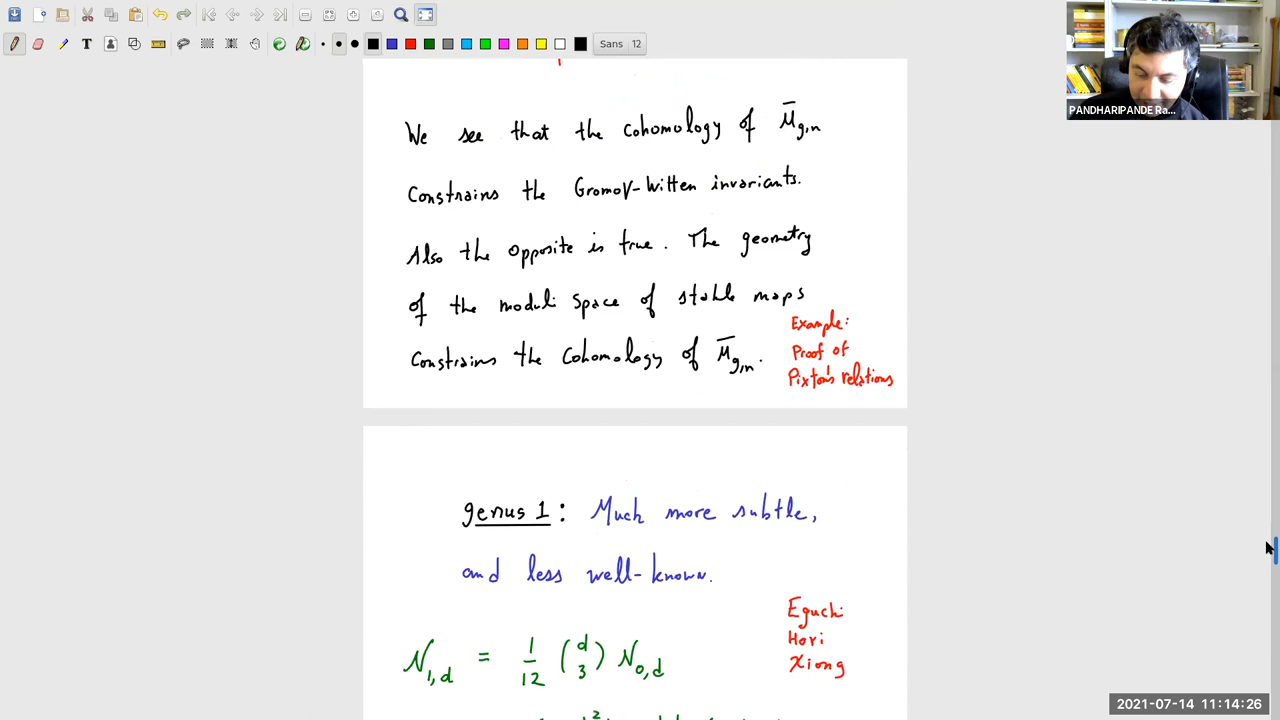 Sans 12
PANDHARIPANDE Ra...
We see that the cohomology of M̄g,n
Constrains the Gromov-Witten invariants.
Also the opposite is true. The geometry
of the moduli space of stable maps
Constrains the cohomology of M̄g,n.
Example:
Proof of
Pixton's relations
genus 1: Much more subtle,
and less well-known.
Eguchi
Hori
Xiong
N1,d = 1/12 (d 3) N0,d
2021-07-14 11:14:26